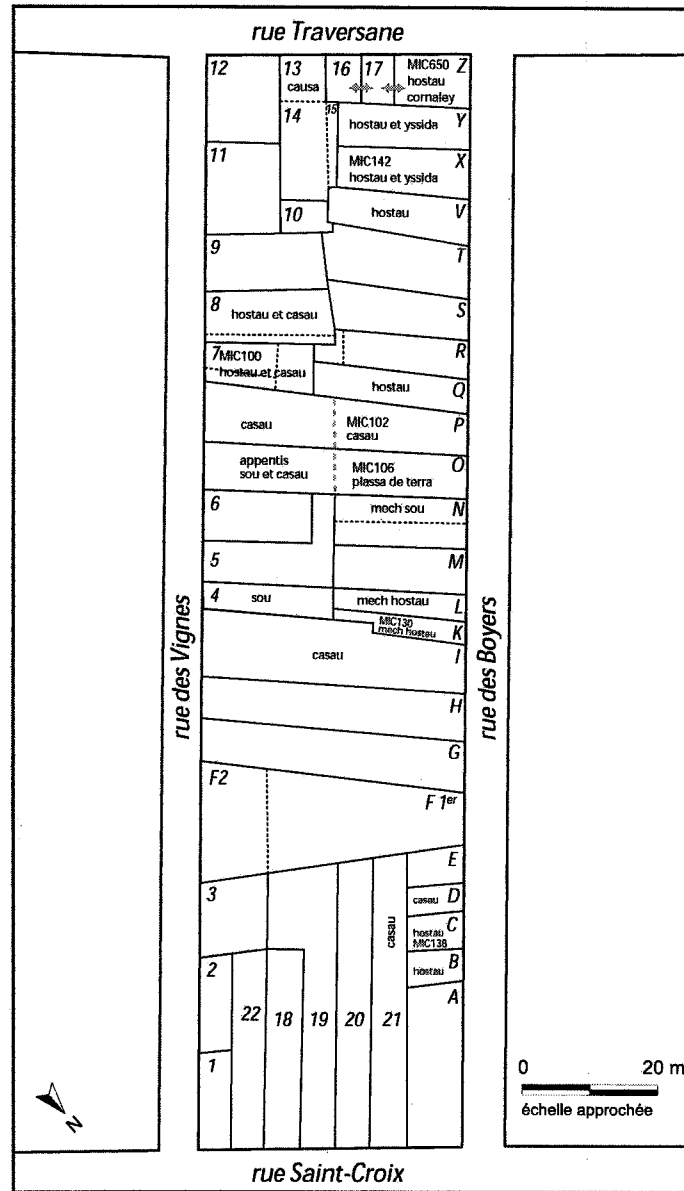 rue Traversane
12
13
causa
16
17
MIC650
hostau
cornaley
Z
14
15
hostau et yssida
Y
11
MIC142
hostau et yssida
X
10
hostau
V
9
T
8
hostau et casau
S
R
7
MIC100
hostau et casau
hostau
Q
casau
MIC102
casau
P
appentis
sou et casau
MIC106
plassa de terra
O
6
mech sou
N
5
M
4
sou
mech hostau
L
MIC130
mech hostau
K
casau
I
H
G
F2
F 1er
E
3
casau
D
casau
hostau
MIC138
C
2
hostau
B
22
18
19
20
21
A
1
rue des Vignes
rue des Boyers
N
0 20 m
échelle approchée
rue Saint-Croix